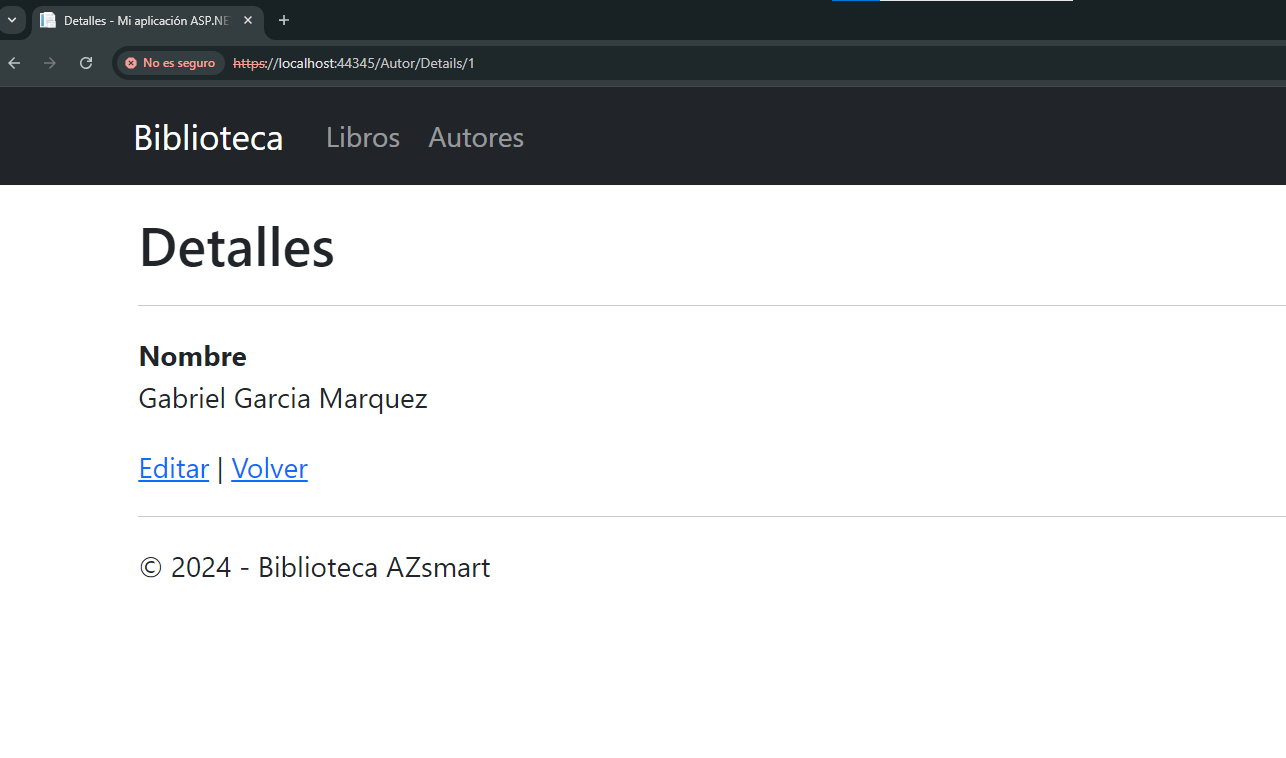 Detalles - Mi aplicación ASP.NE
No es seguro https://localhost:44345/Autor/Details/1
Biblioteca Libros Autores
Detalles
Nombre
Gabriel Garcia Marquez
Editar | Volver
© 2024 - Biblioteca AZsmart